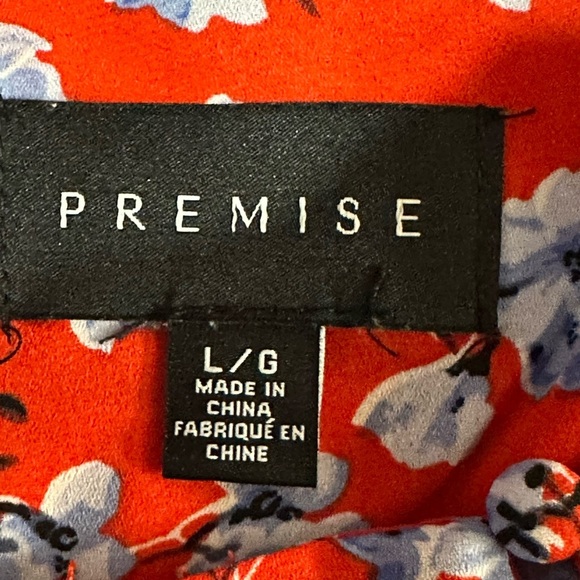 PREMISE
L/G
MADE IN
CHINA
FABRIQUÉ EN
CHINE